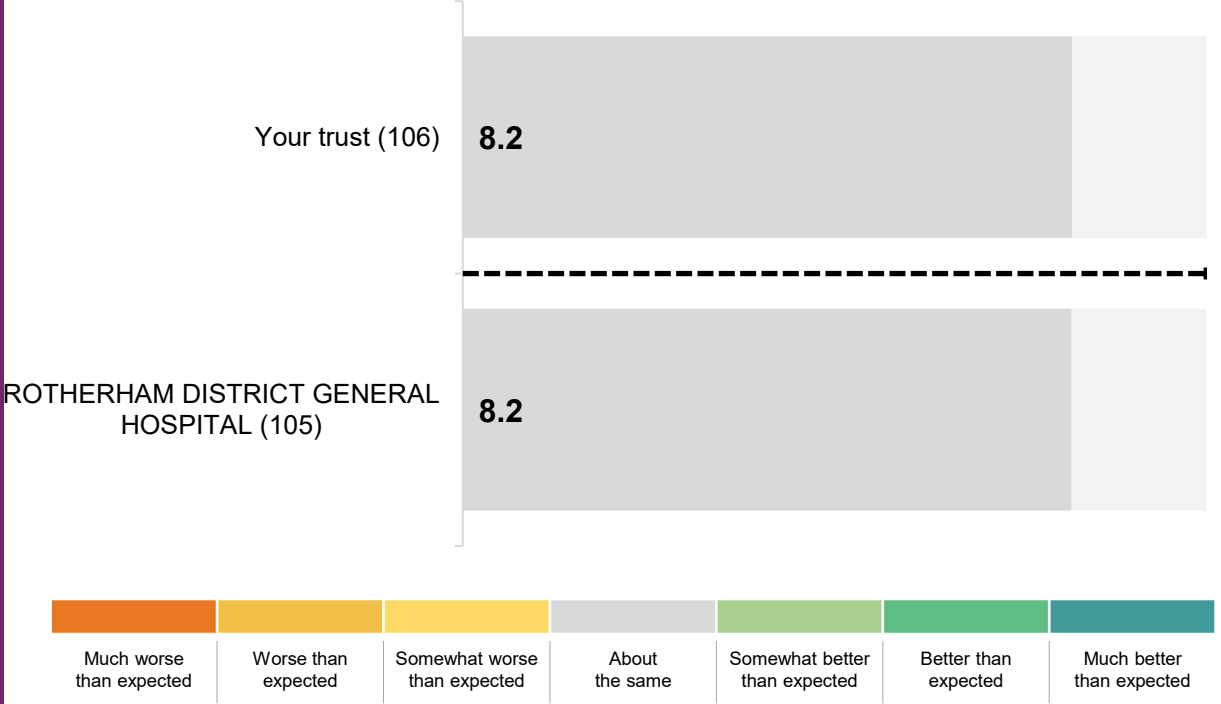 Your trust (106)
8.2
ROTHERHAM DISTRICT GENERAL
HOSPITAL (105)
8.2
Much worse
than expected
Worse than
expected
Somewhat worse
than expected
About
the same
Somewhat better
than expected
Better than
expected
Much better
than expected